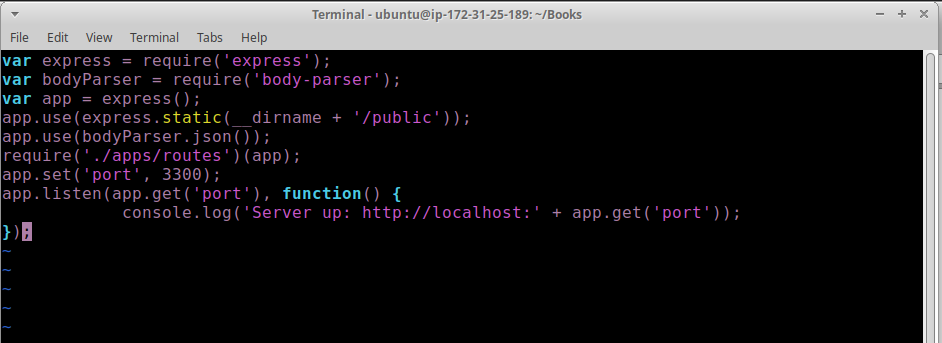 Terminal - ubuntu@ip-172-31-25-189: ~/Books
File Edit View Terminal Tabs Help
var express = require('express');
var bodyParser = require('body-parser');
var app = express();
app.use(express.static(__dirname + '/public'));
app.use(bodyParser.json());
require('./apps/routes')(app);
app.set('port', 3300);
app.listen(app.get('port'), function() {
            console.log('Server up: http://localhost:' + app.get('port'));
});
~
~
~
~
~